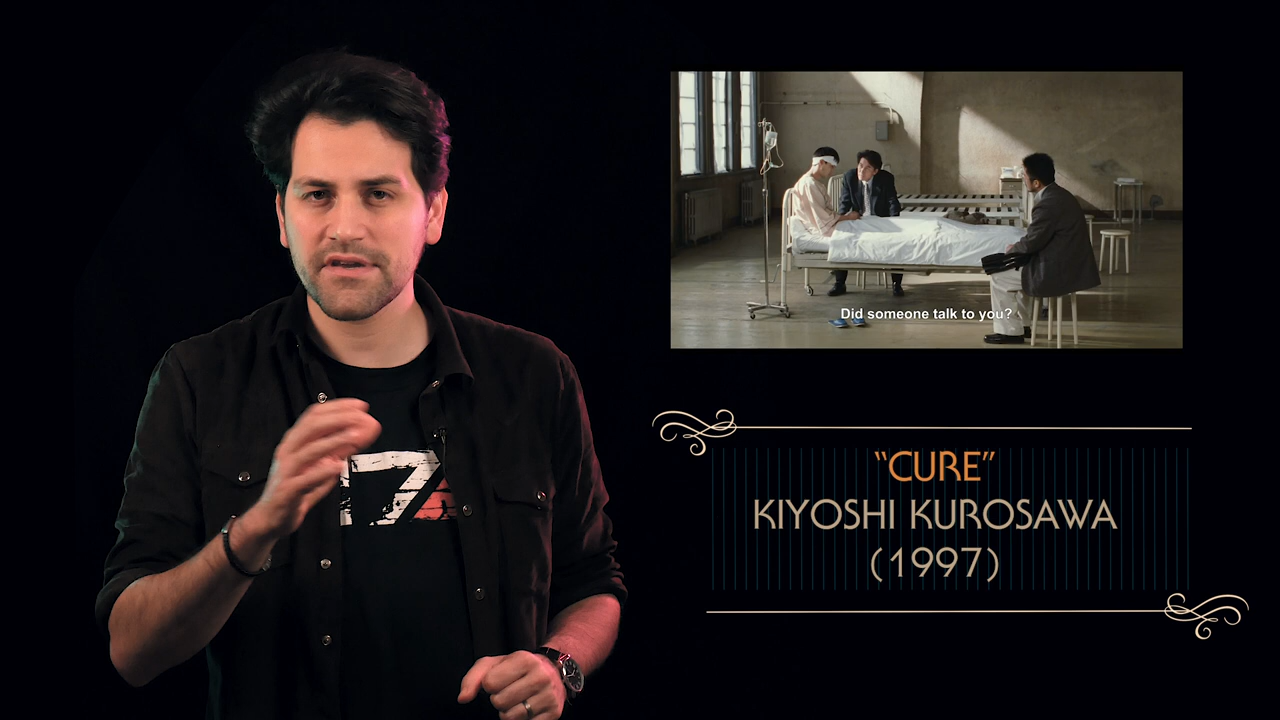 Did someone talk to you?
“CURE”
KIYOSHI KUROSAWA
(1997)